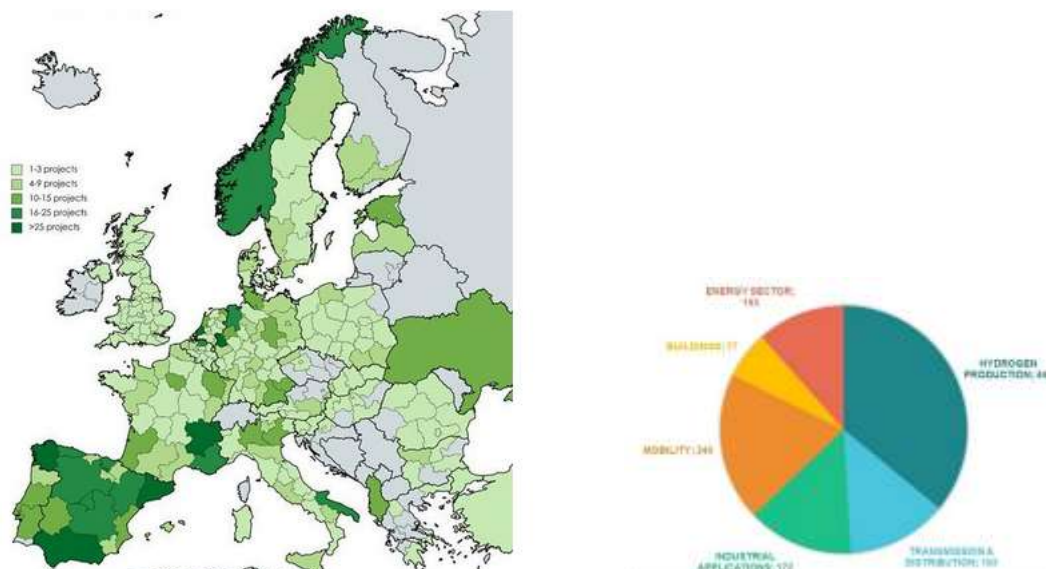 1-3 projects
4-9 projects
10-15 projects
16-25 projects
>25 projects
ENERGY SECTOR;
BUILDINGS;
HYDROGEN
PRODUCTION;
MOBILITY;
INDUSTRIAL
APPLICATIONS;
TRANSMISSION &
DISTRIBUTION;